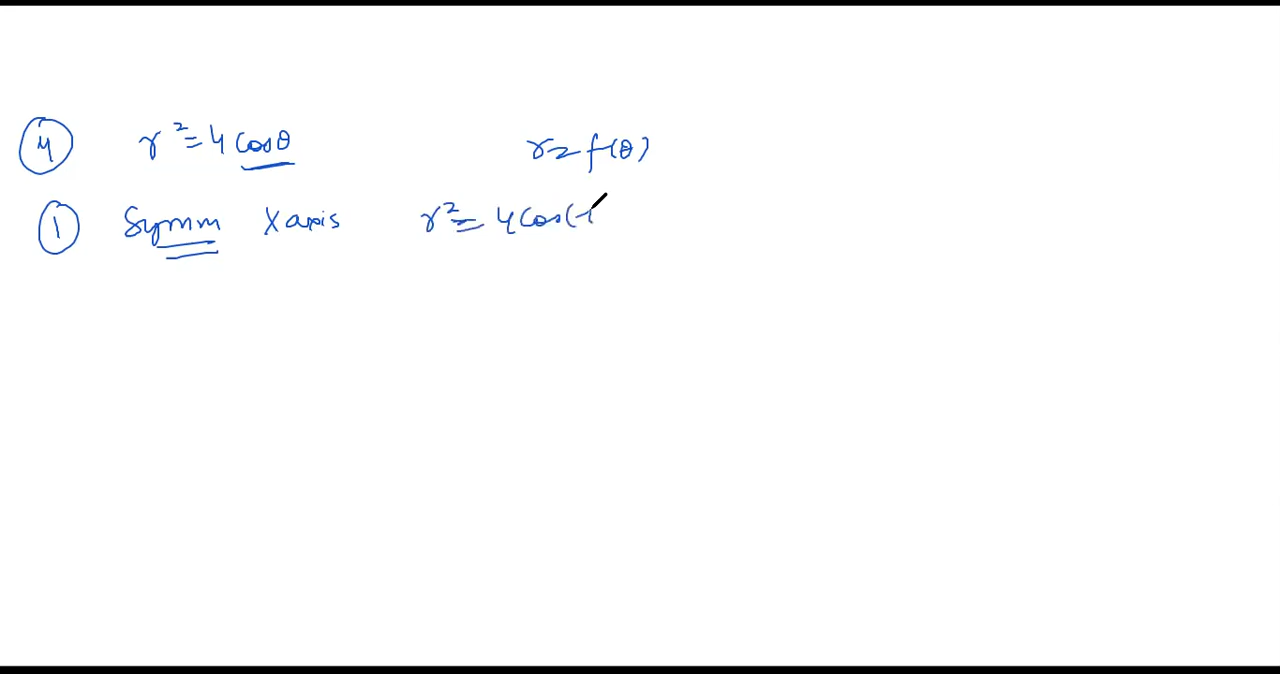 ④ r² = 4 cosθ r = f(θ)
① Symm X axis r² = 4 cos(-